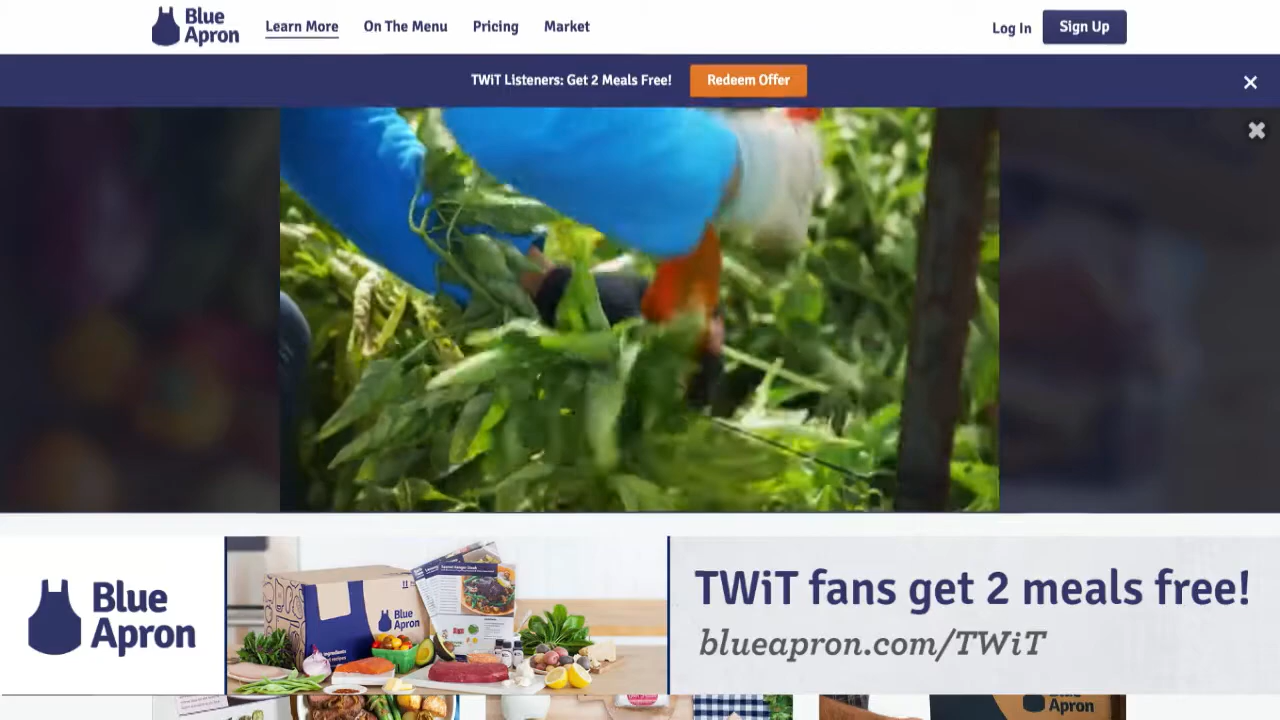 Blue
Apron
Learn More
On The Menu
Pricing
Market
Log In
Sign Up
TWiT Listeners: Get 2 Meals Free!
Redeem Offer
Blue
Apron
Blue
Apron
TWiT fans get 2 meals free!
blueapron.com/TWiT
Apron